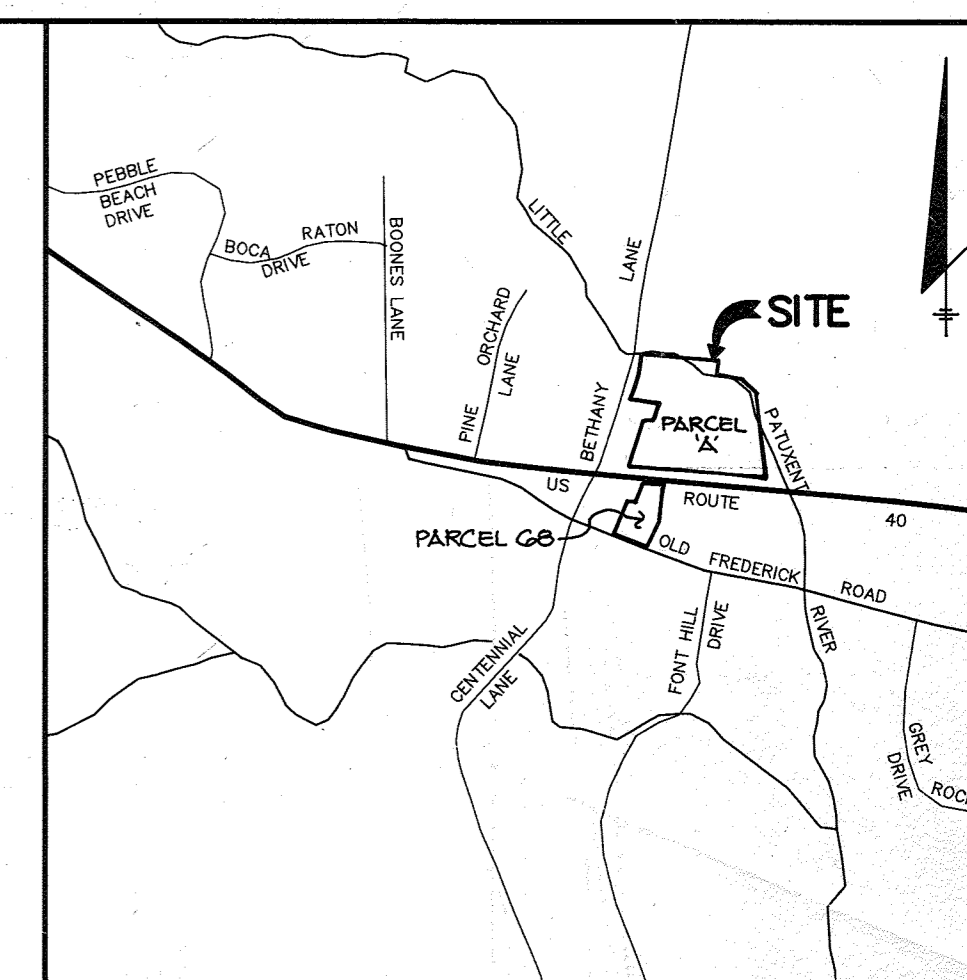 PEBBLE
BEACH
DRIVE
BOCA RATON
DRIVE
BOONES LANE
LITTLE
LANE
ORCHARD
PINE LANE
BETHANY
SITE
PARCEL
'A'
PATUXENT
US ROUTE 40
PARCEL 68
OLD FREDERICK ROAD
FONT HILL
DRIVE
RIVER
CENTENNIAL
LANE
GREY
DRIVE
ROC